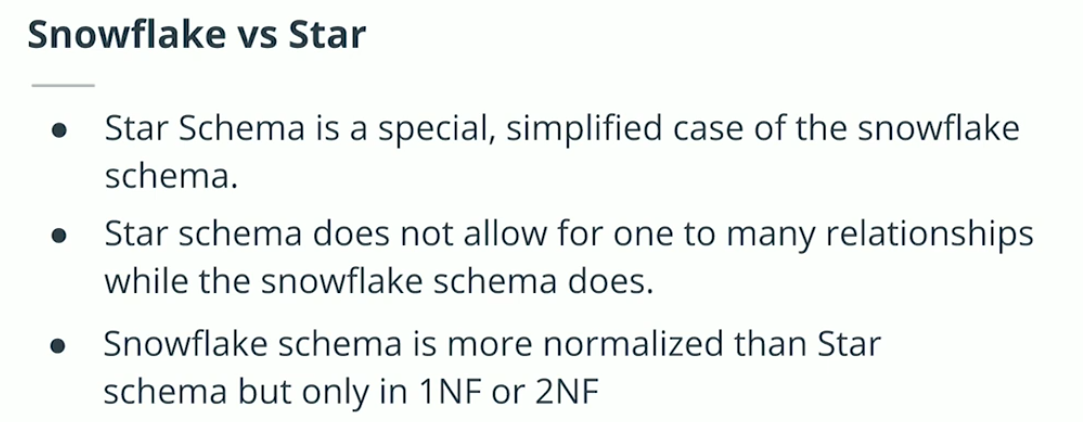 Snowflake vs Star
● Star Schema is a special, simplified case of the snowflake
schema.
● Star schema does not allow for one to many relationships
while the snowflake schema does.
● Snowflake schema is more normalized than Star
schema but only in 1NF or 2NF